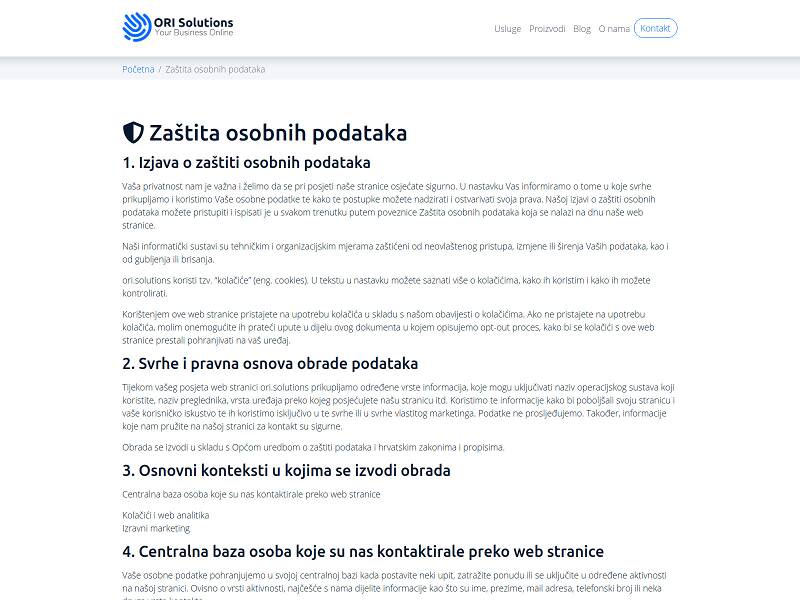 ORI Solutions
Your Business Online
Usluge Proizvodi Blog O nama Kontakt
Početna / Zaštita osobnih podataka
Zaštita osobnih podataka
1. Izjava o zaštiti osobnih podataka
Vaša privatnost nam je važna i želimo da se pri posjeti naše stranice osjećate sigurno. U nastavku Vas informiramo o tome u koje svrhe
prikupljamo i koristimo Vaše osobne podatke te kako te postupke možete nadzirati i ostvarivati svoja prava. Našoj izjavi o zaštiti osobnih
podataka možete pristupiti i ispisati je u svakom trenutku putem poveznice Zaštita osobnih podataka koja se nalazi na dnu naše web
stranice.
Naši informatički sustavi su tehničkim i organizacijskim mjerama zaštićeni od neovlaštenog pristupa, izmjene ili širenja Vaših podataka, kao i
od gubljenja ili brisanja.
ori.solutions koristi tzv. “kolačiće” (eng. cookies). U tekstu u nastavku možete saznati više o kolačićima, kako ih koristim i kako ih možete
kontrolirati.
Korištenjem ove web stranice pristajete na upotrebu kolačića u skladu s našom obavijesti o kolačićima. Ako ne pristajete na upotrebu
kolačića, molim onemogućite ih prateći upute u dijelu ovog dokumenta u kojem opisujemo opt-out proces, kako bi se kolačići s ove web
stranice prestali pohranjivati na vaš uređaj.
2. Svrhe i pravna osnova obrade podataka
Tijekom vašeg posjeta web stranici ori.solutions prikupljamo određene vrste informacija, koje mogu uključivati naziv operacijskog sustava koji
koristite, naziv preglednika, vrsta uređaja preko kojeg posjećujete našu stranicu itd. Koristimo te informacije kako bi poboljšali svoju stranicu i
vaše korisničko iskustvo te ih koristimo isključivo u te svrhe ili u svrhe vlastitog marketinga. Podatke ne prosljeđujemo. Također, informacije
koje nam pružite na našoj stranici za kontakt su sigurne.
Obrada se izvodi u skladu s Općom uredbom o zaštiti podataka i hrvatskim zakonima i propisima.
3. Osnovni konteksti u kojima se izvodi obrada
Centralna baza osoba koje su nas kontaktirale preko web stranice
Kolačići i web analitika
Izravni marketing
4. Centralna baza osoba koje su nas kontaktirale preko web stranice
Vaše osobne podatke pohranjujemo u svojoj centralnoj bazi kada postavite neki upit, zatražite ponudu ili se uključite u određene aktivnosti
na našoj stranici. Ovisno o vrsti aktivnosti, najčešće s nama dijelite informacije kao što su ime, prezime, mail adresa, telefonski broj ili neka